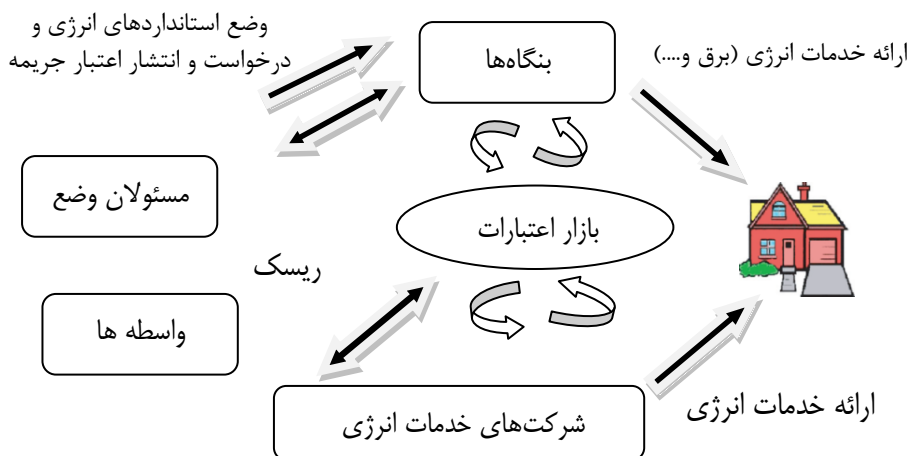 وضع استانداردهای انرژی و
درخواست و انتشار اعتبار جریمه
بنگاه‌ها
ارائه خدمات انرژی (برق و....)
مسئولان وضع
بازار اعتبارات
ریسک
واسطه ها
شرکت‌های خدمات انرژی
ارائه خدمات انرژی